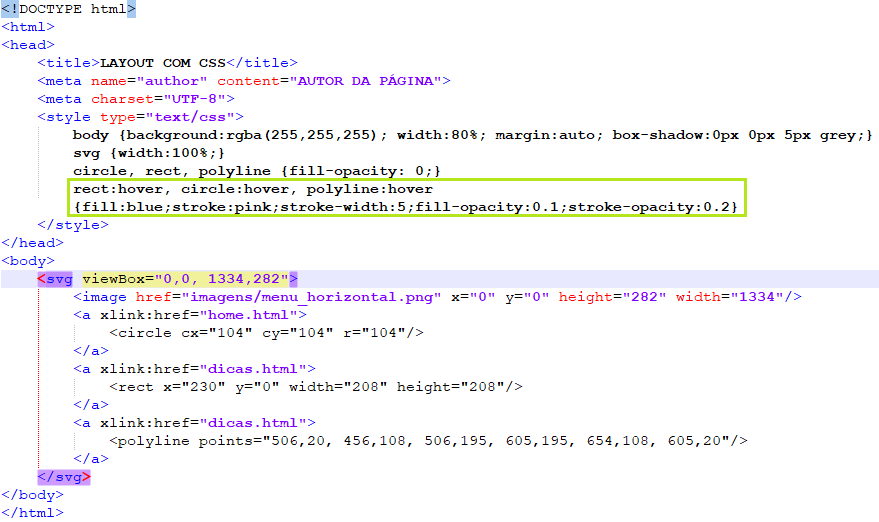 <!DOCTYPE html>
<html>
<head>
<title>LAYOUT COM CSS</title>
<meta name="author" content="AUTOR DA PÁGINA">
<meta charset="UTF-8">
<style type="text/css">
body {background:rgba(255,255,255); width:80%; margin:auto; box-shadow:0px 0px 5px grey;}
svg {width:100%;}
circle, rect, polyline {fill-opacity: 0;}
rect:hover, circle:hover, polyline:hover
{fill:blue;stroke:pink;stroke-width:5;fill-opacity:0.1;stroke-opacity:0.2}
</style>
</head>
<body>
<svg viewBox="0,0, 1334,282">
<image href="imagens/menu_horizontal.png" x="0" y="0" height="282" width="1334"/>
<a xlink:href="home.html">
<circle cx="104" cy="104" r="104"/>
</a>
<a xlink:href="dicas.html">
<rect x="230" y="0" width="208" height="208"/>
</a>
<a xlink:href="dicas.html">
<polyline points="506,20, 456,108, 506,195, 605,195, 654,108, 605,20"/>
</a>
</svg>
</body>
</html>